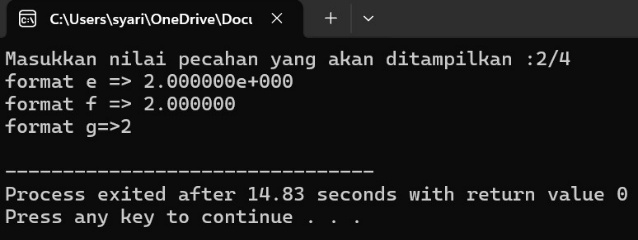 C:\Users\syari\OneDrive\Docu
Masukkan nilai pecahan yang akan ditampilkan :2/4
format e => 2.000000e+000
format f => 2.000000
format g=>2
--------------------------------
Process exited after 14.83 seconds with return value 0
Press any key to continue . . .